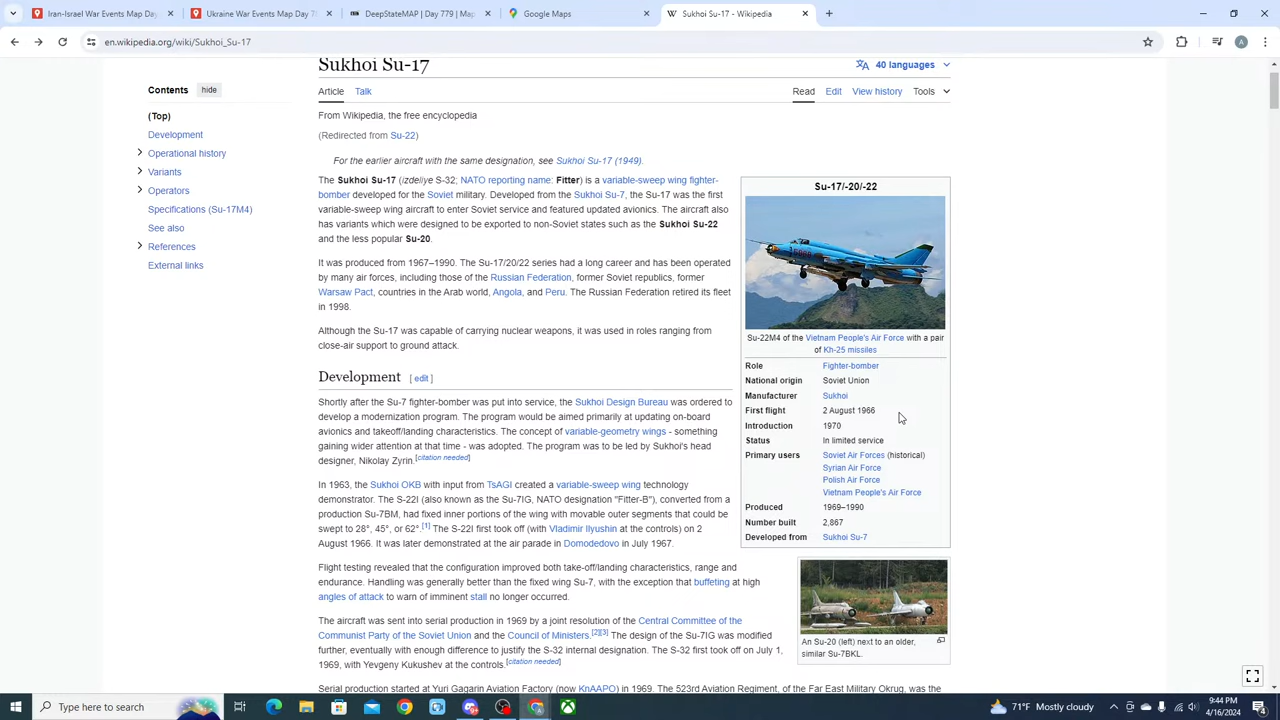 Iran-Israel War Events Map Day
Ukraine War Events Map Day 7
DeepStateMAP | Day 779 | Map
Google Maps
Sukhoi Su-17 - Wikipedia
en.wikipedia.org/wiki/Sukhoi_Su-17
A
Sukhoi Su-17
40 languages
Contents hide
Article Talk
Read Edit View history Tools
(Top)
Development
Operational history
Variants
Operators
Specifications (Su-17M4)
See also
References
External links
From Wikipedia, the free encyclopedia
(Redirected from Su-22)
For the earlier aircraft with the same designation, see Sukhoi Su-17 (1949).
The Sukhoi Su-17 (izdeliye S-32; NATO reporting name: Fitter) is a variable-sweep wing fighter-
bomber developed for the Soviet military. Developed from the Sukhoi Su-7, the Su-17 was the first
variable-sweep wing aircraft to enter Soviet service and featured updated avionics. The aircraft also
has variants which were designed to be exported to non-Soviet states such as the Sukhoi Su-22
and the less popular Su-20.
It was produced from 1967–1990. The Su-17/20/22 series had a long career and has been operated
by many air forces, including those of the Russian Federation, former Soviet republics, former
Warsaw Pact, countries in the Arab world, Angola, and Peru. The Russian Federation retired its fleet
in 1998.
Although the Su-17 was capable of carrying nuclear weapons, it was used in roles ranging from
close-air support to ground attack.
Development [ edit ]
Shortly after the Su-7 fighter-bomber was put into service, the Sukhoi Design Bureau was ordered to
develop a modernization program. The program would be aimed primarily at updating on-board
avionics and takeoff/landing characteristics. The concept of variable-geometry wings - something
gaining wider attention at that time - was adopted. The program was to be led by Sukhoi's head
designer, Nikolay Zyrin.[citation needed]
In 1963, the Sukhoi OKB with input from TsAGI created a variable-sweep wing technology
demonstrator. The S-22I (also known as the Su-7IG, NATO designation "Fitter-B"), converted from a
production Su-7BM, had fixed inner portions of the wing with movable outer segments that could be
swept to 28°, 45°, or 62°.[1] The S-22I first took off (with Vladimir Ilyushin at the controls) on 2
August 1966. It was later demonstrated at the air parade in Domodedovo in July 1967.
Flight testing revealed that the configuration improved both take-off/landing characteristics, range and
endurance. Handling was generally better than the fixed wing Su-7, with the exception that buffeting at high
angles of attack to warn of imminent stall no longer occurred.
The aircraft was sent into serial production in 1969 by a joint resolution of the Central Committee of the
Communist Party of the Soviet Union and the Council of Ministers.[2][3] The design of the Su-7IG was modified
further, eventually with enough difference to justify the S-32 internal designation. The S-32 first took off on July 1,
1969, with Yevgeny Kukushev at the controls.[citation needed]
Serial production started at Yuri Gagarin Aviation Factory (now KnAAPO) in 1969. The 523rd Aviation Regiment, of the Far East Military Okrug, was the
Su-17/-20/-22
Su-22M4 of the Vietnam People's Air Force with a pair
of Kh-25 missiles
Role Fighter-bomber
National origin Soviet Union
Manufacturer Sukhoi
First flight 2 August 1966
Introduction 1970
Status In limited service
Primary users Soviet Air Forces (historical)
Syrian Air Force
Polish Air Force
Vietnam People's Air Force
Produced 1969–1990
Number built 2,867
Developed from Sukhoi Su-7
An Su-20 (left) next to an older,
similar Su-7BKL.
Type here to search
71°F Mostly cloudy
9:44 PM
4/16/2024